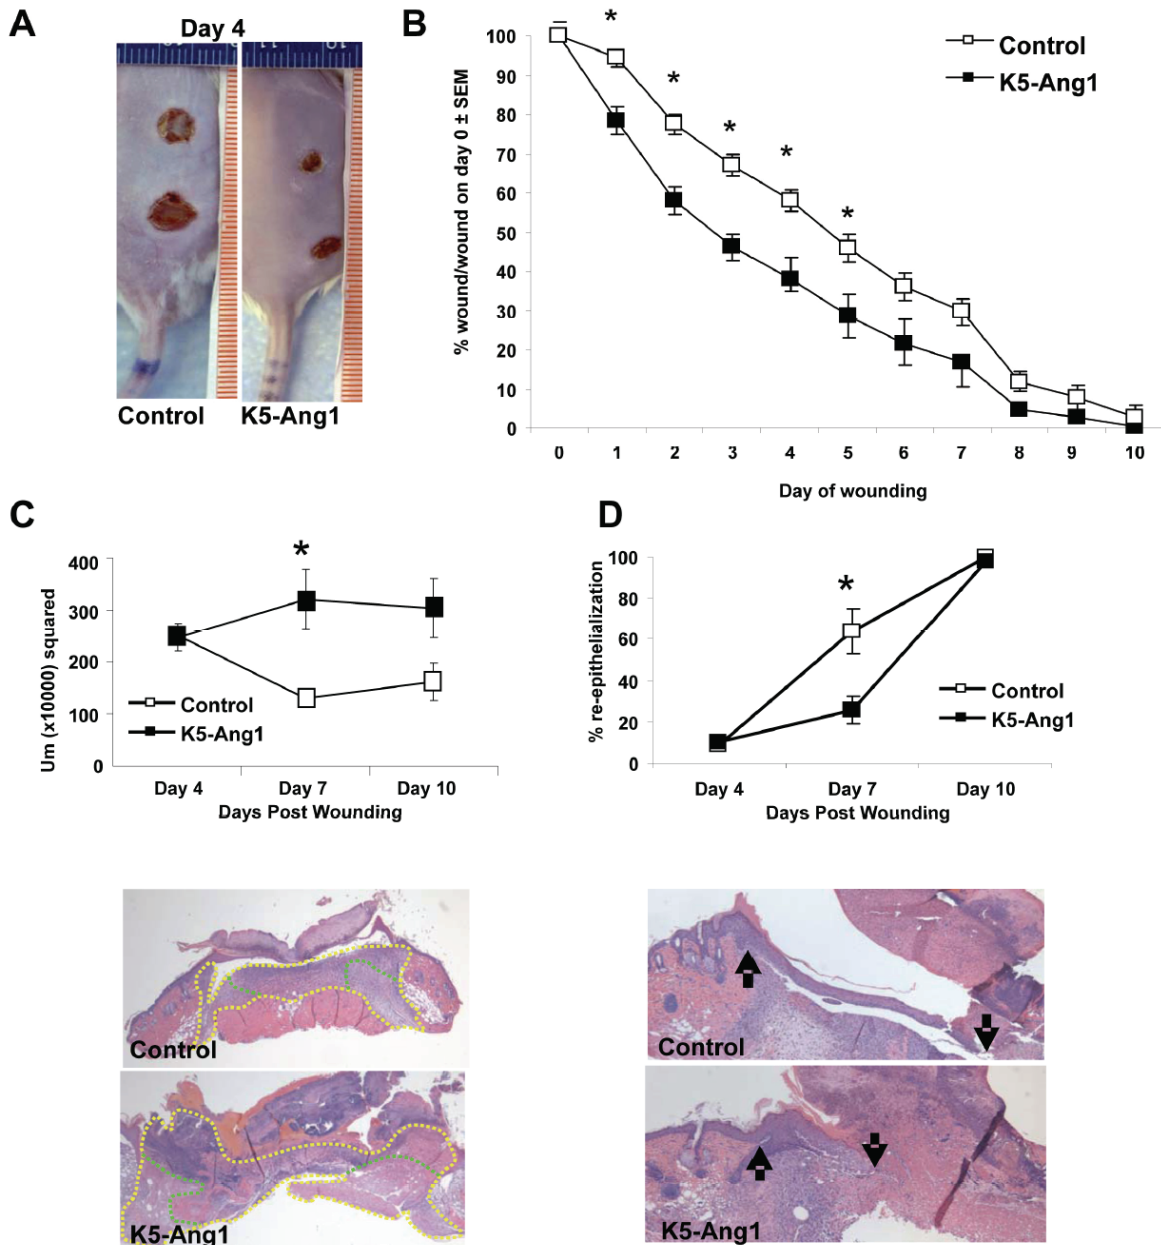 A
Day 4
Control
K5-Ang1
B
% wound/wound on day 0 ± SEM
100
90
80
70
60
50
40
30
20
10
0
*
*
*
*
*
Control
K5-Ang1
0 1 2 3 4 5 6 7 8 9 10
Day of wounding
C
Um (x10000) squared
400
300
200
100
0
*
Control
K5-Ang1
Day 4 Day 7 Day 10
Days Post Wounding
Control
K5-Ang1
D
% re-epithelialization
100
80
60
40
20
0
*
Control
K5-Ang1
Day 4 Day 7 Day 10
Days Post Wounding
Control
K5-Ang1